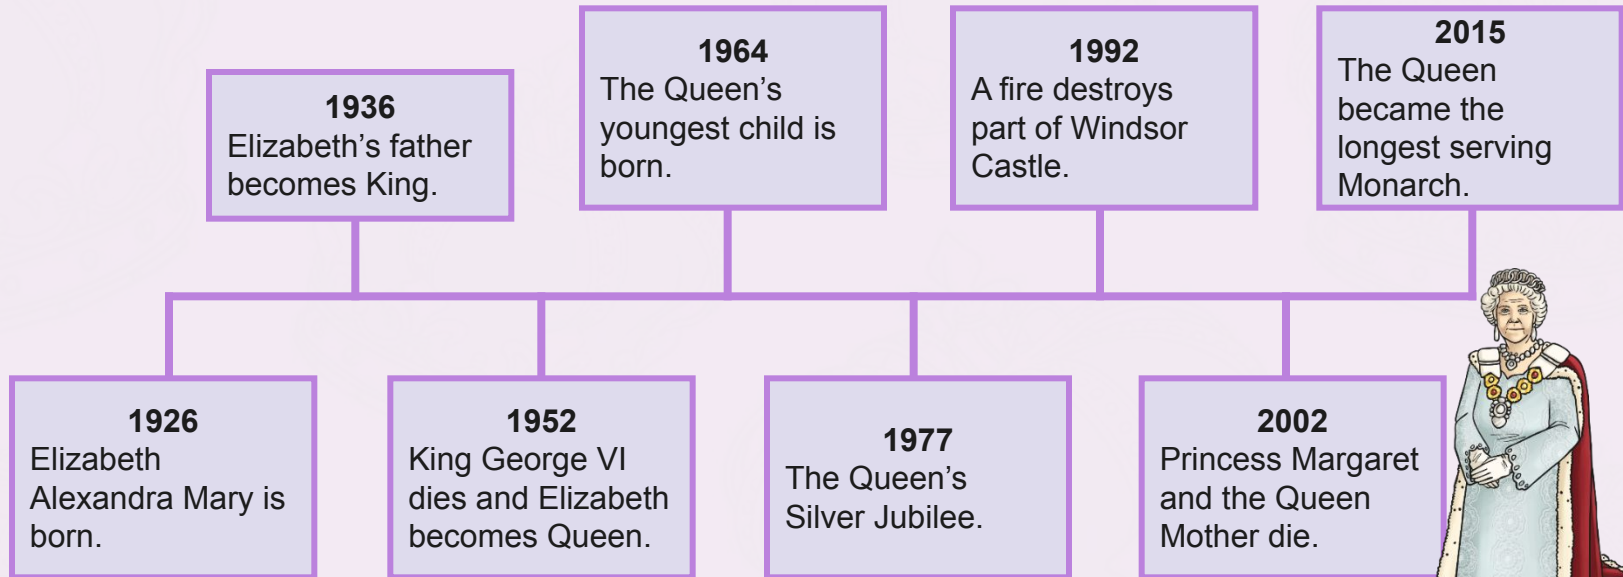 1936
Elizabeth’s father
becomes King.
1964
The Queen’s
youngest child is
born.
1992
A fire destroys
part of Windsor
Castle.
2015
The Queen
became the
longest serving
Monarch.
1926
Elizabeth
Alexandra Mary is
born.
1952
King George VI
dies and Elizabeth
becomes Queen.
1977
The Queen’s
Silver Jubilee.
2002
Princess Margaret
and the Queen
Mother die.